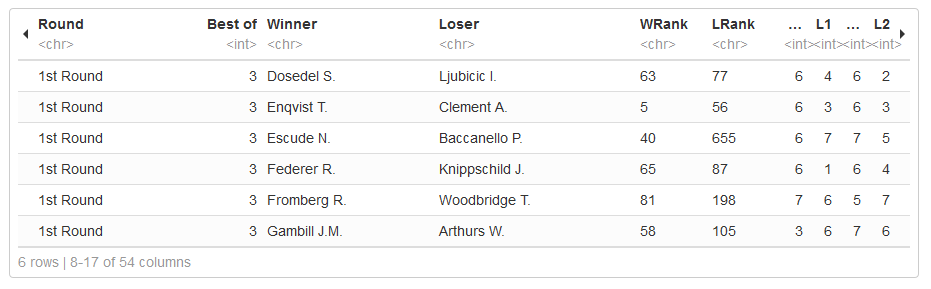 Round Best of Winner Loser WRank LRank ... L1 ... L2
<chr> <int> <chr> <chr> <chr> <chr> <int> <int> <int> <int>
1st Round 3 Dosedel S. Ljubicic I. 63 77 6 4 6 2
1st Round 3 Enqvist T. Clement A. 5 56 6 3 6 3
1st Round 3 Escude N. Baccanello P. 40 655 6 7 7 5
1st Round 3 Federer R. Knippschild J. 65 87 6 1 6 4
1st Round 3 Fromberg R. Woodbridge T. 81 198 7 6 5 7
1st Round 3 Gambill J.M. Arthurs W. 58 105 3 6 7 6
6 rows | 8-17 of 54 columns